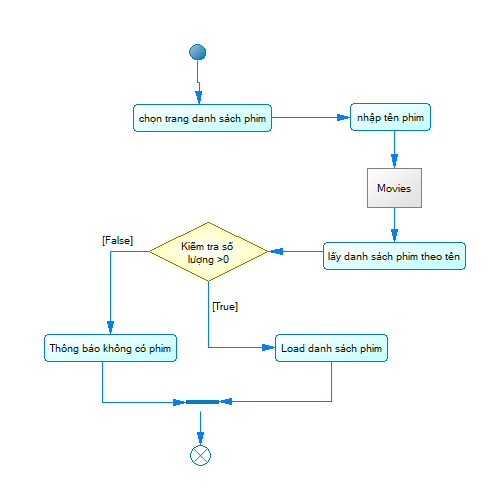 chọn trang danh sách phim
nhập tên phim
Movies
lấy danh sách phim theo tên
Kiểm tra số
lượng >0
[False]
[True]
Thông báo không có phim
Load danh sách phim